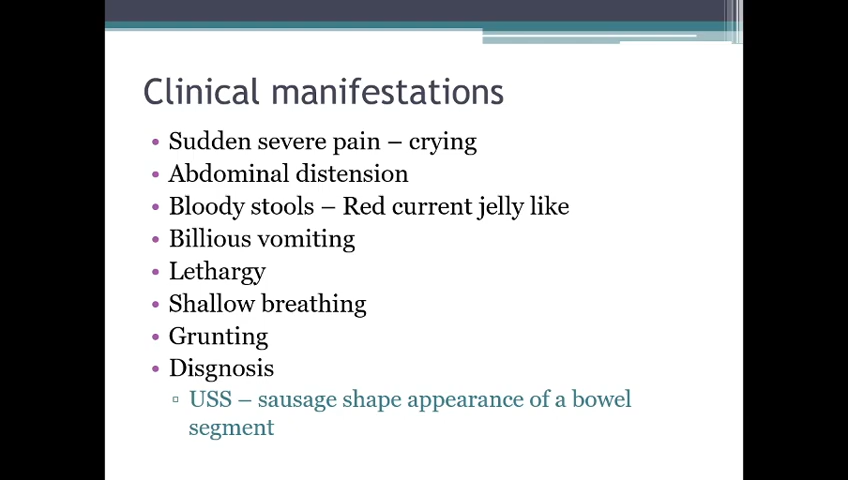 Clinical manifestations
• Sudden severe pain – crying
• Abdominal distension
• Bloody stools – Red current jelly like
• Billious vomiting
• Lethargy
• Shallow breathing
• Grunting
• Disgnosis
▫ USS – sausage shape appearance of a bowel
segment